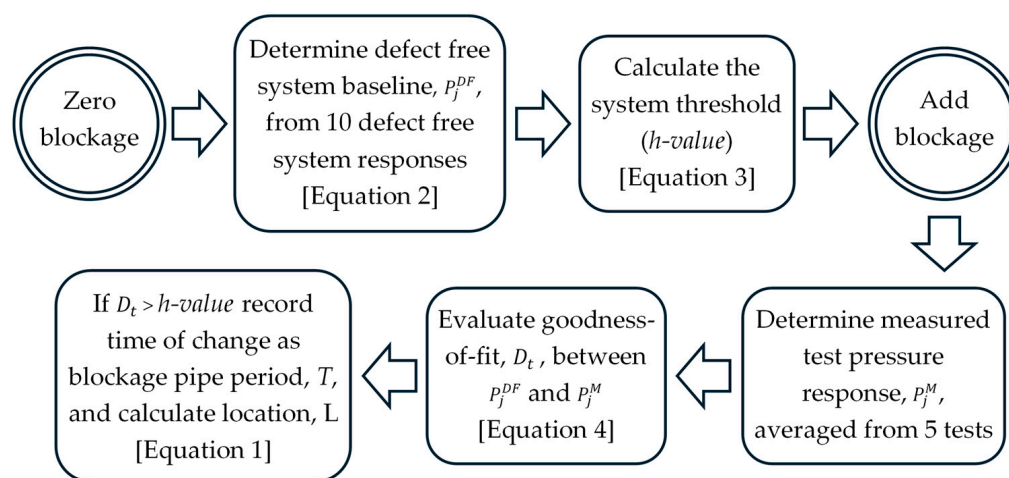 Zero
blockage
Determine defect free
system baseline, P_j^{DF},
from 10 defect free
system responses
[Equation 2]
Calculate the
system threshold
(h-value)
[Equation 3]
Add
blockage
Determine measured
test pressure
response, P_j^M,
averaged from 5 tests
Evaluate goodness-
of-fit, D_t , between
P_j^{DF} and P_j^M
[Equation 4]
If D_t > h-value record
time of change as
blockage pipe period, T,
and calculate location, L
[Equation 1]